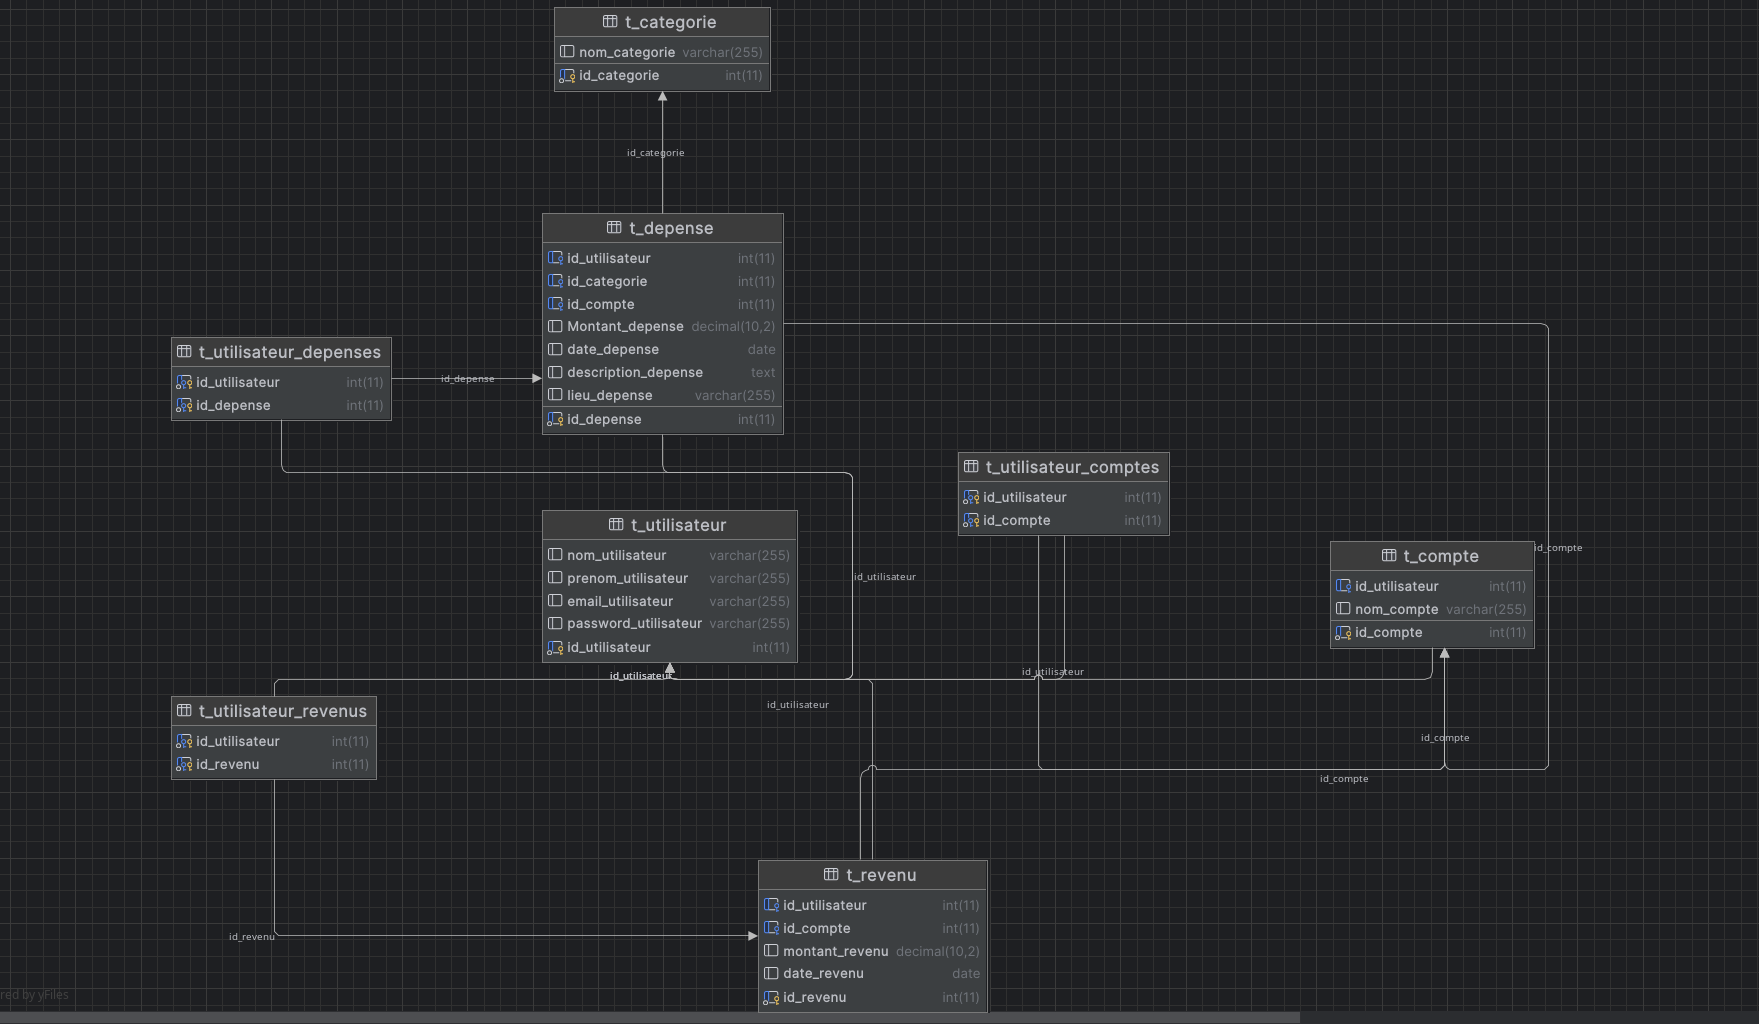 t_categorie
nom_categorie varchar(255)
id_categorie int(11)
id_categorie
t_depense
id_utilisateur int(11)
id_categorie int(11)
id_compte int(11)
Montant_depense decimal(10,2)
date_depense date
description_depense text
lieu_depense varchar(255)
id_depense int(11)
t_utilisateur_depenses
id_utilisateur int(11)
id_depense int(11)
id_depense
t_utilisateur_comptes
id_utilisateur int(11)
id_compte int(11)
t_utilisateur
nom_utilisateur varchar(255)
prenom_utilisateur varchar(255)
email_utilisateur varchar(255)
password_utilisateur varchar(255)
id_utilisateur int(11)
id_utilisateur
t_compte
id_utilisateur int(11)
nom_compte varchar(255)
id_compte int(11)
id_compte
id_utilisateur
id_utilisateur
id_utilisateur
t_utilisateur_revenus
id_utilisateur int(11)
id_revenu int(11)
id_compte
id_compte
t_revenu
id_utilisateur int(11)
id_compte int(11)
montant_revenu decimal(10,2)
date_revenu date
id_revenu int(11)
id_revenu
red by yFiles